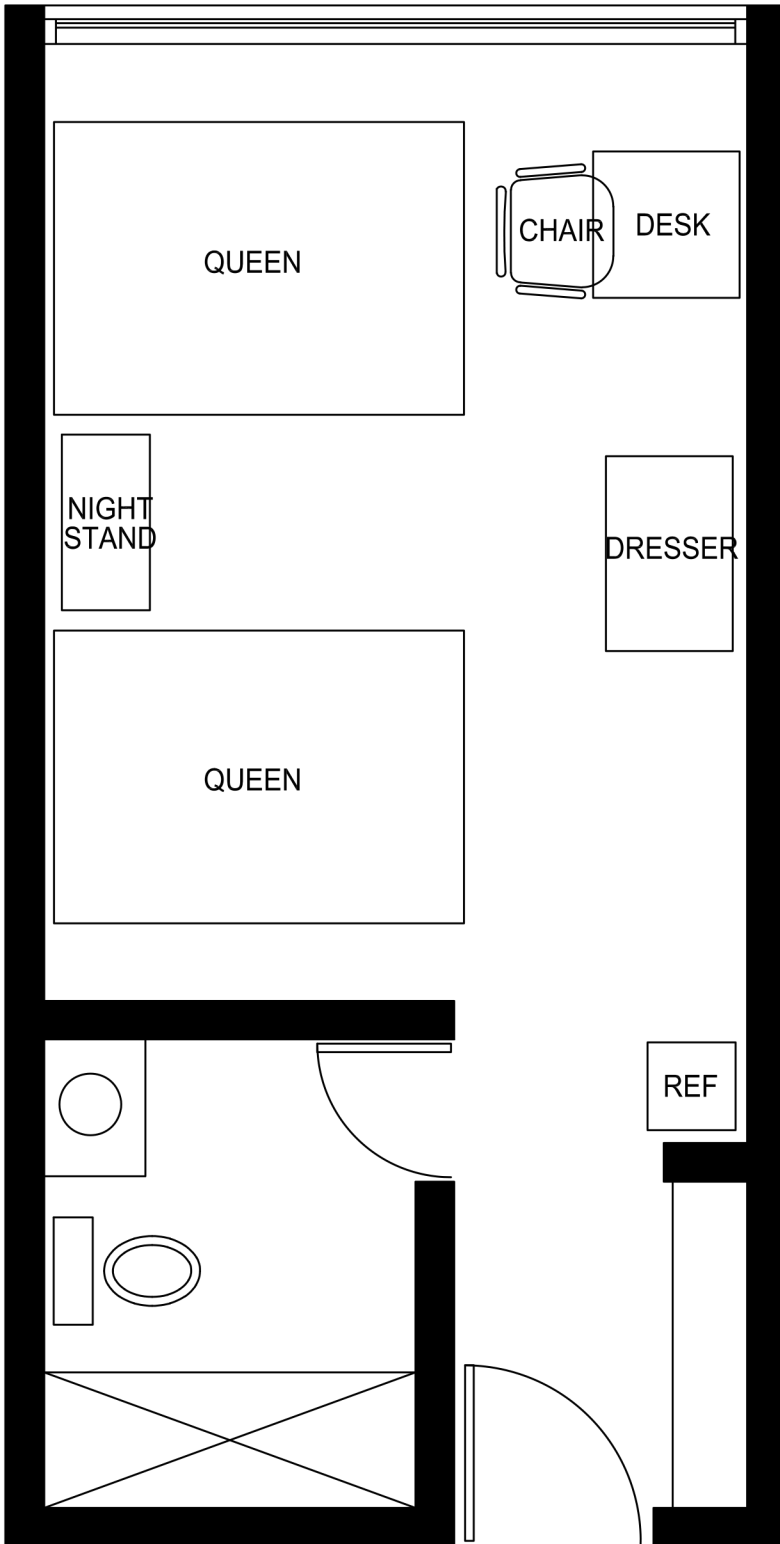 QUEEN
CHAIR
DESK
NIGHT
STAND
DRESSER
QUEEN
REF